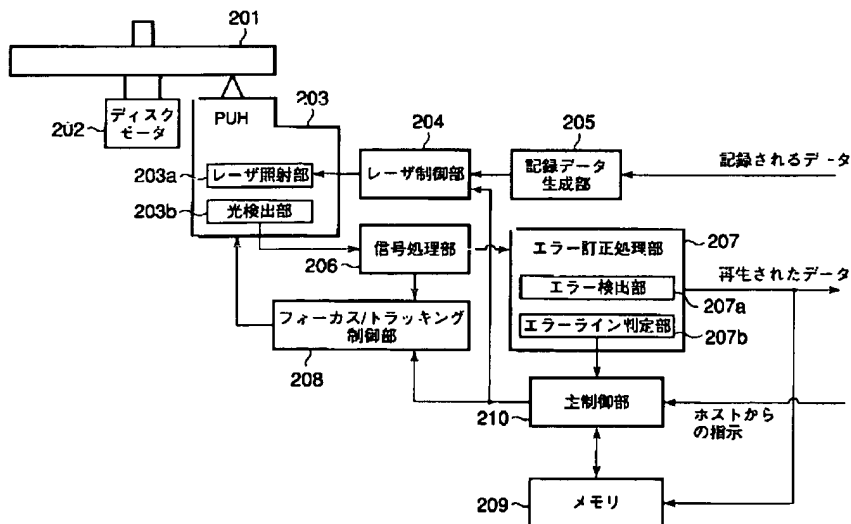 201
ディスク
モータ
202
PUH
203
レーザ照射部
203a
光検出部
203b
204
レーザ制御部
205
記録データ
生成部
記録されるデータ
信号処理部
206
エラー訂正処理部
207
エラー検出部
207a
エラーライン判定部
207b
再生されたデータ
フォーカス/トラッキング
制御部
208
主制御部
210
ホストから
の指示
メモリ
209